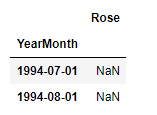 Rose
YearMonth
1994-07-01 NaN
1994-08-01 NaN